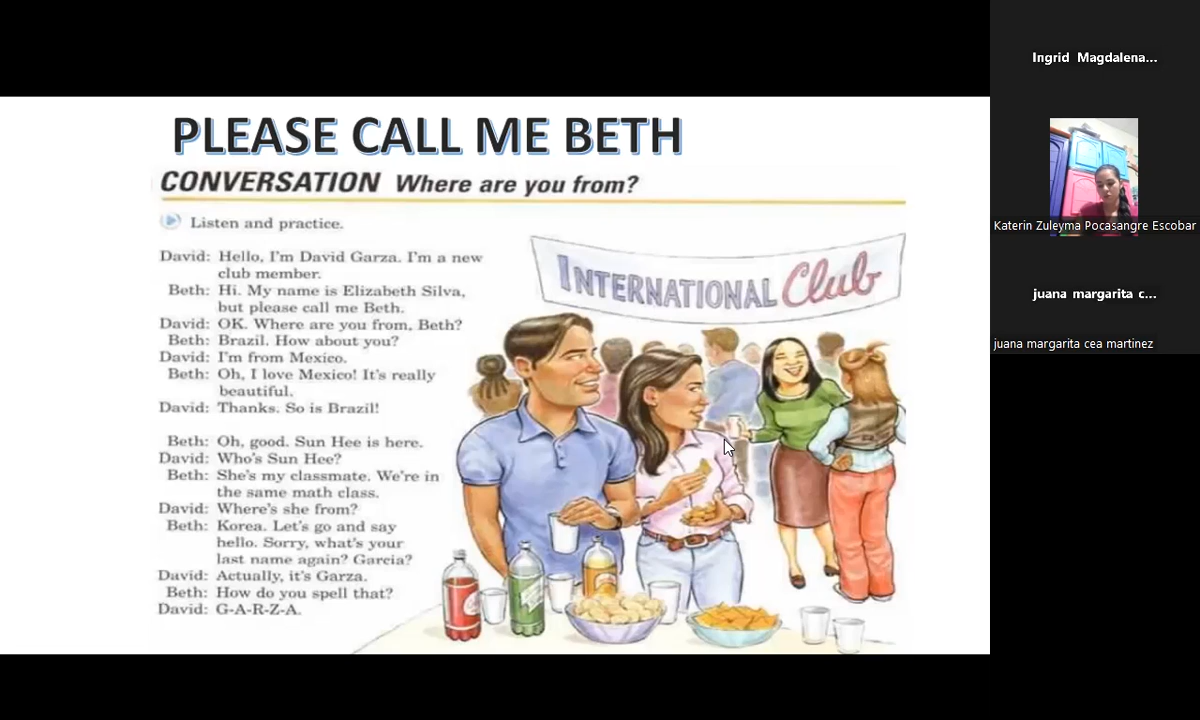 PLEASE CALL ME BETH
CONVERSATION Where are you from?
Listen and practice.
David: Hello, I'm David Garza. I'm a new
club member.
Beth: Hi. My name is Elizabeth Silva,
but please call me Beth.
David: OK. Where are you from, Beth?
Beth: Brazil. How about you?
David: I'm from Mexico.
Beth: Oh, I love Mexico! It's really
beautiful.
David: Thanks. So is Brazil!
Beth: Oh, good. Sun Hee is here.
David: Who's Sun Hee?
Beth: She's my classmate. We're in
the same math class.
David: Where's she from?
Beth: Korea. Let's go and say
hello. Sorry, what's your
last name again? Garcia?
David: Actually, it's Garza.
Beth: How do you spell that?
David: G-A-R-Z-A.
INTERNATIONAL Club
Ingrid Magdalena...
Katerin Zuleyma Pocasangre Escobar
juana margarita c...
juana margarita cea martinez